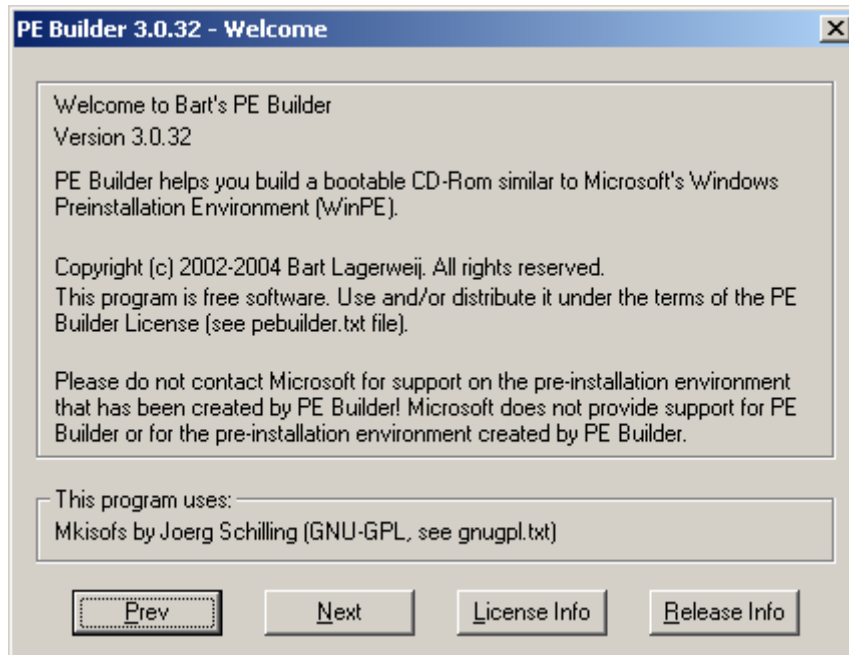 PE Builder 3.0.32 - Welcome
Welcome to Bart's PE Builder
Version 3.0.32
PE Builder helps you build a bootable CD-Rom similar to Microsoft's Windows
Preinstallation Environment (WinPE).
Copyright (c) 2002-2004 Bart Lagerweij. All rights reserved.
This program is free software. Use and/or distribute it under the terms of the PE
Builder License (see pebuilder.txt file).
Please do not contact Microsoft for support on the pre-installation environment
that has been created by PE Builder! Microsoft does not provide support for PE
Builder or for the pre-installation environment created by PE Builder.
This program uses:
Mkisofs by Joerg Schilling (GNU-GPL, see gnugpl.txt)
Prev
Next
License Info
Release Info